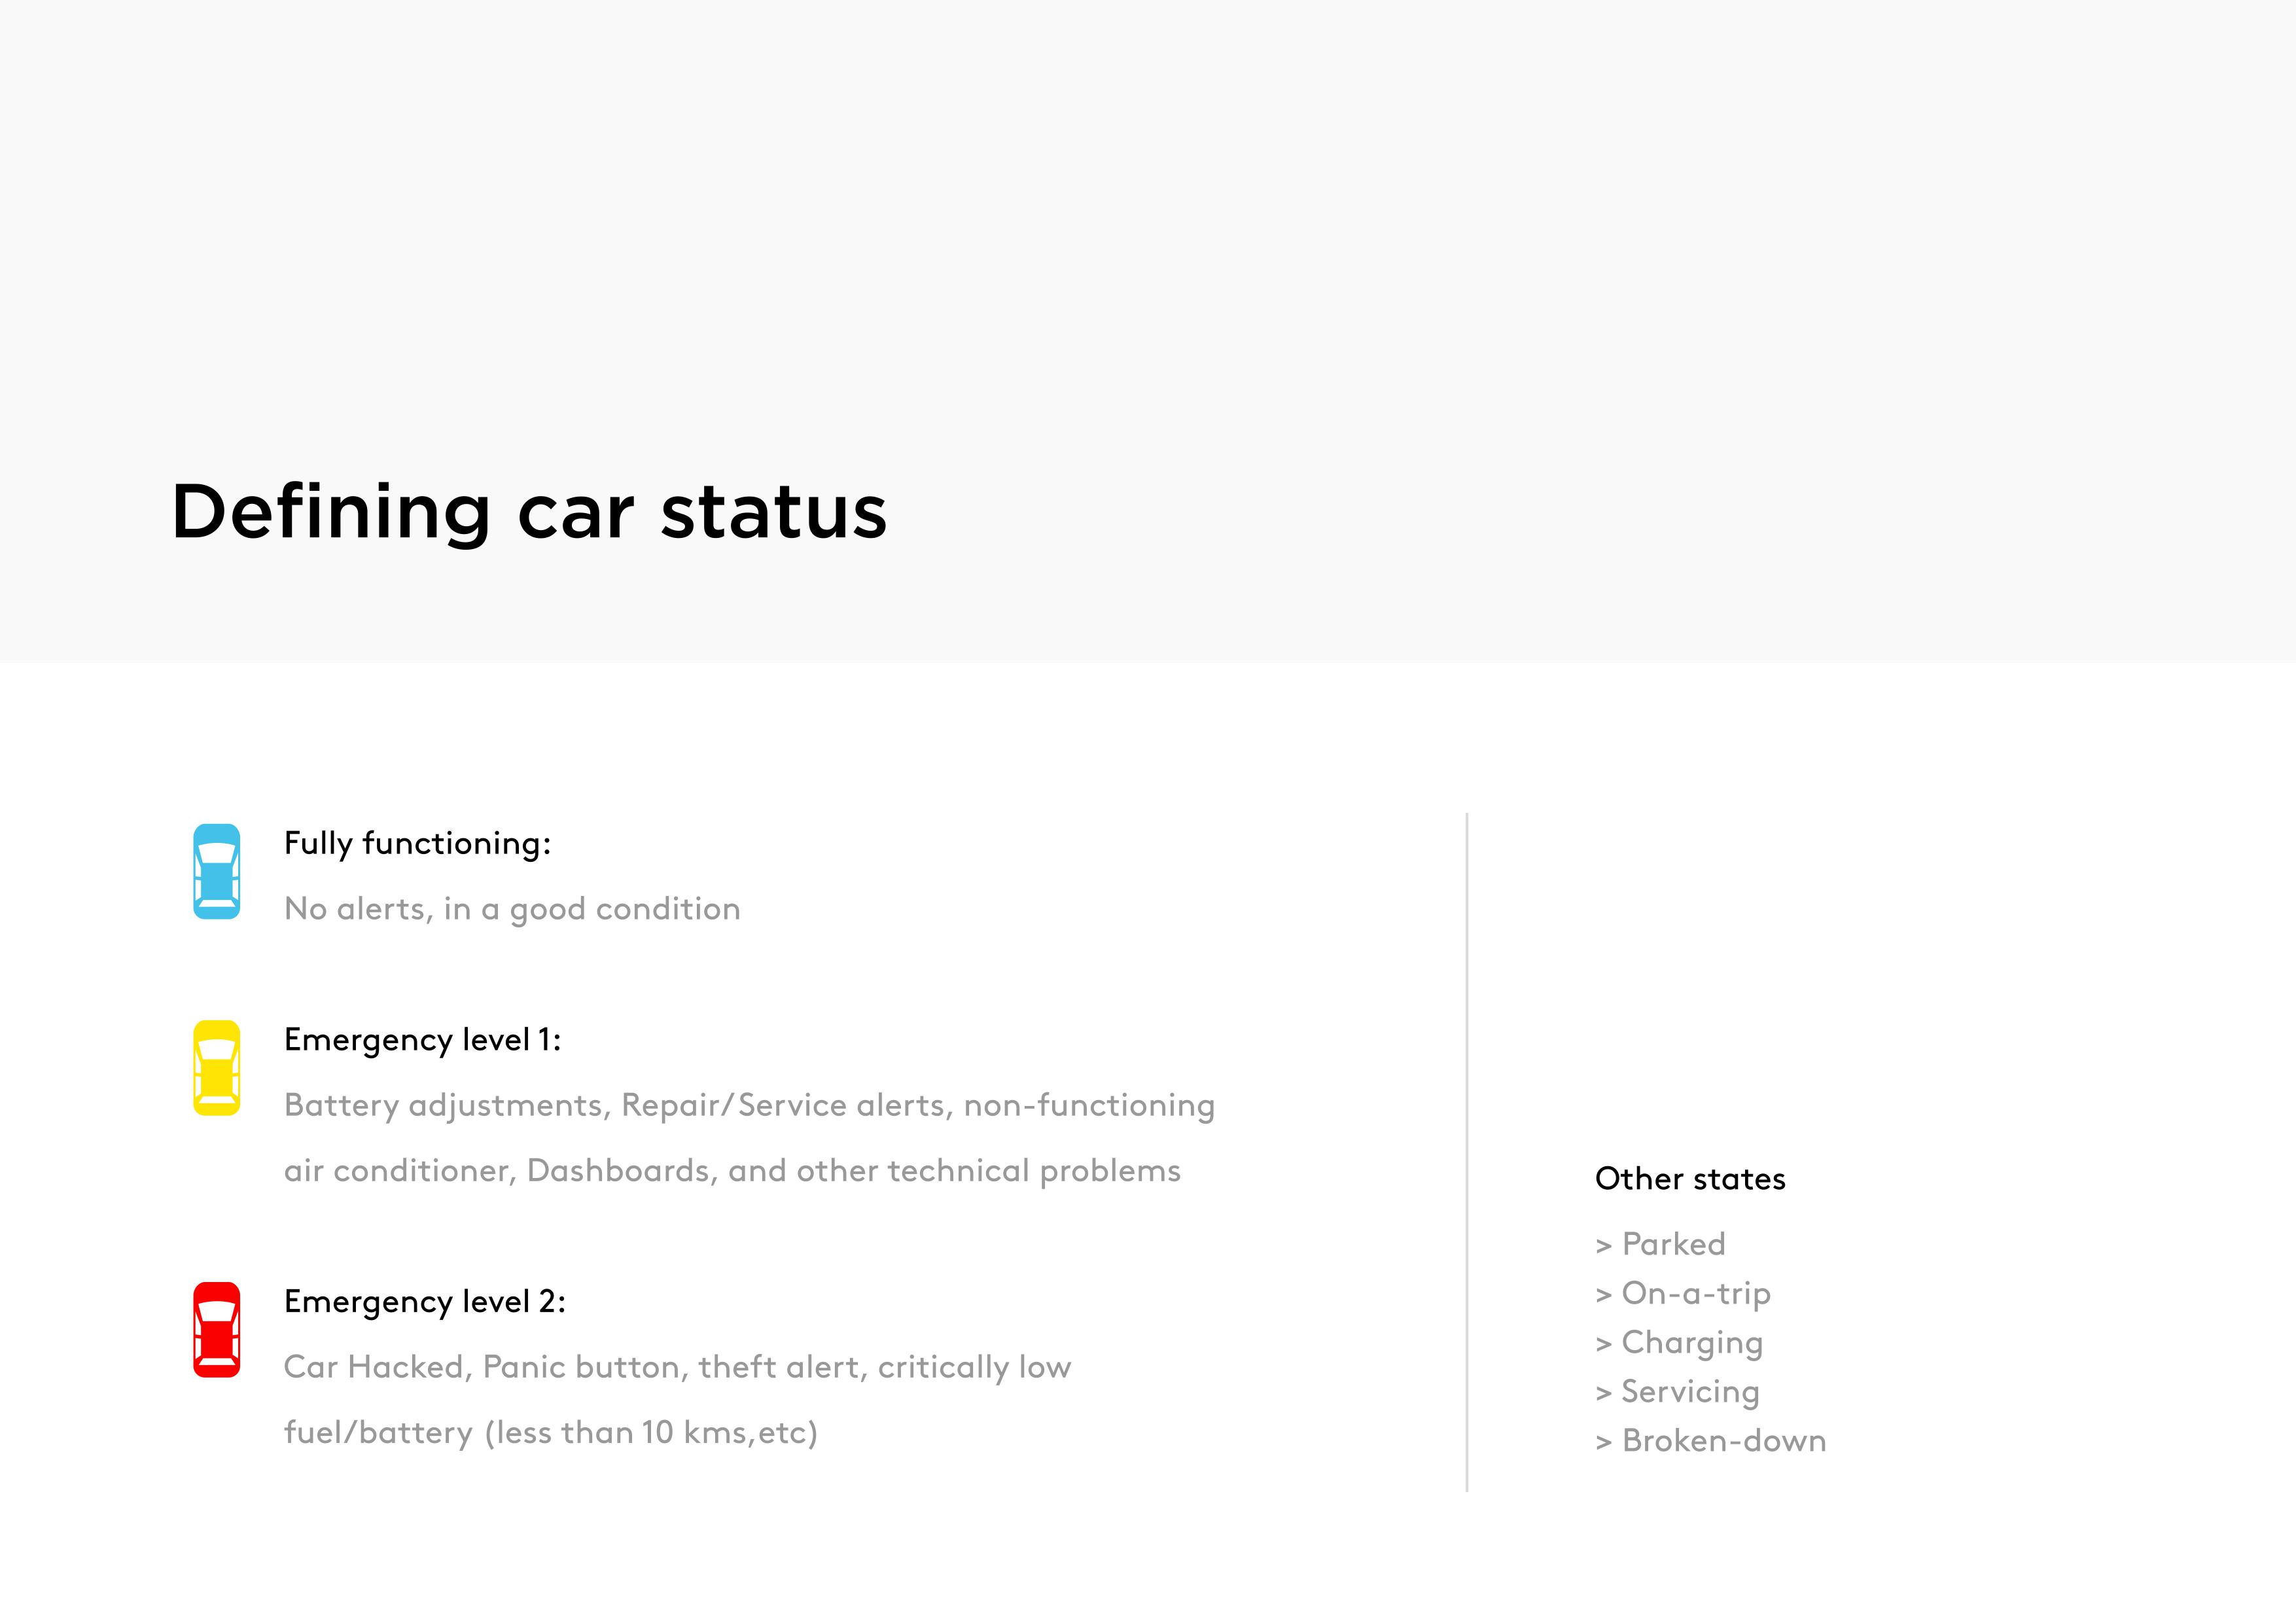 Defining car status
Fully functioning:
No alerts, in a good condition
Emergency level 1:
Battery adjustments, Repair/Service alerts, non-functioning
air conditioner, Dashboards, and other technical problems
Emergency level 2:
Car Hacked, Panic button, theft alert, critically low
fuel/battery (less than 10 kms,etc)
Other states
> Parked
> On-a-trip
> Charging
> Servicing
> Broken-down